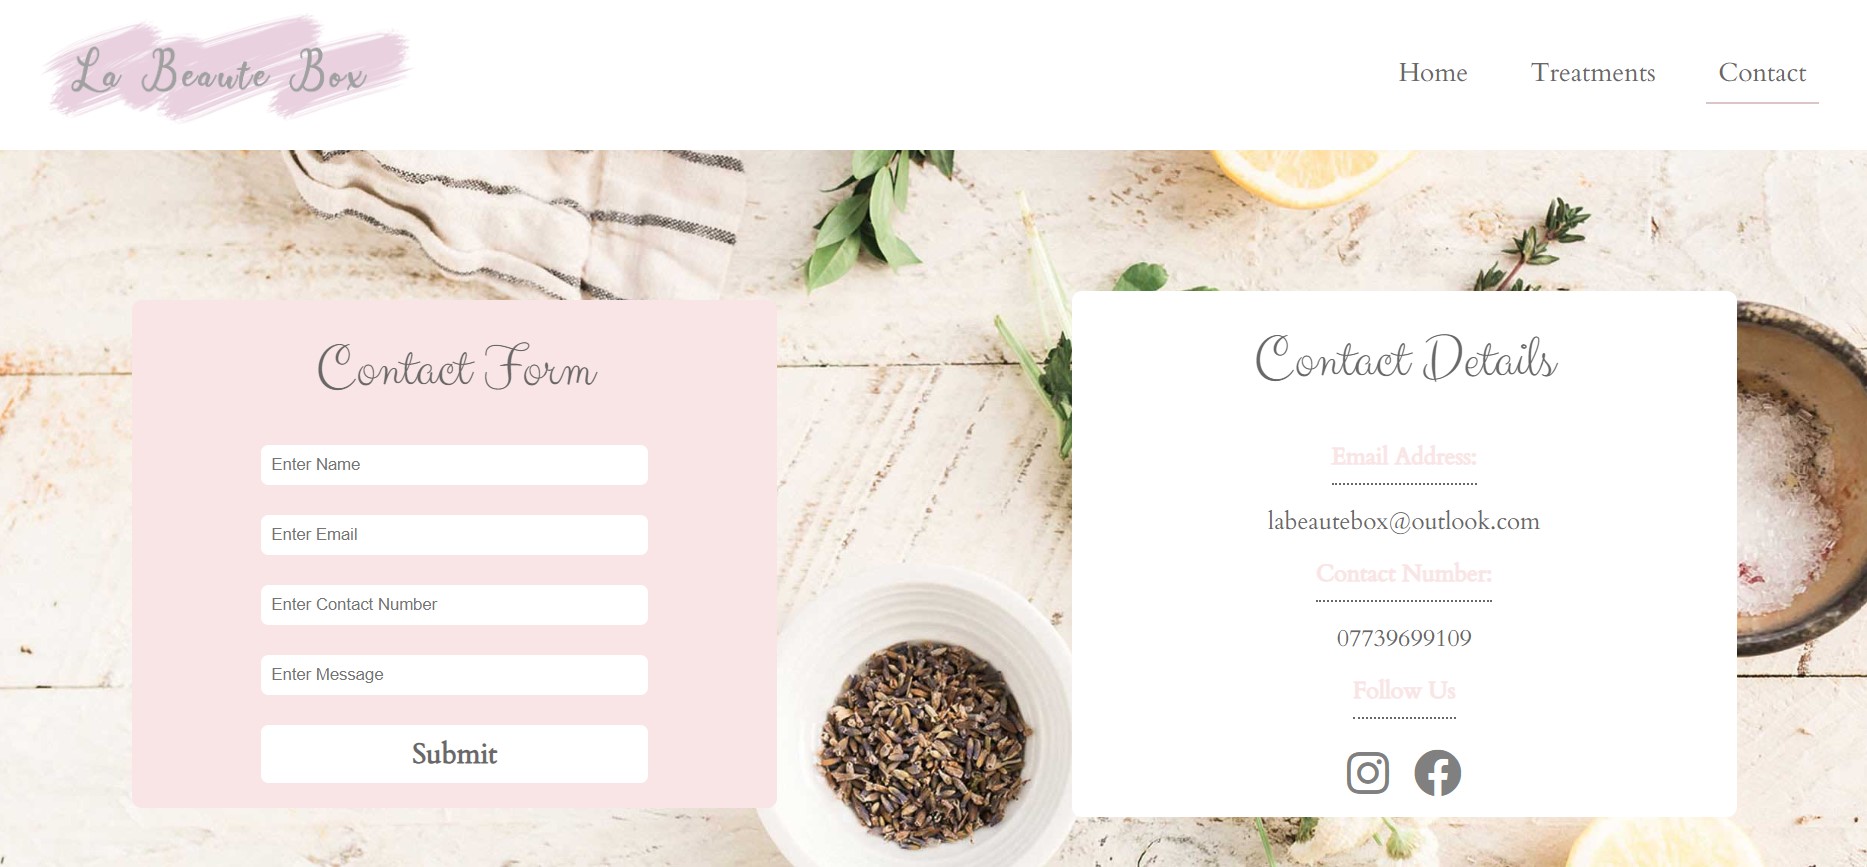 La Beaute Box
Home
Treatments
Contact
Contact Form
Enter Name
Enter Email
Enter Contact Number
Enter Message
Submit
Contact Details
Email Address:
labeautebox@outlook.com
Contact Number:
07739699109
Follow Us